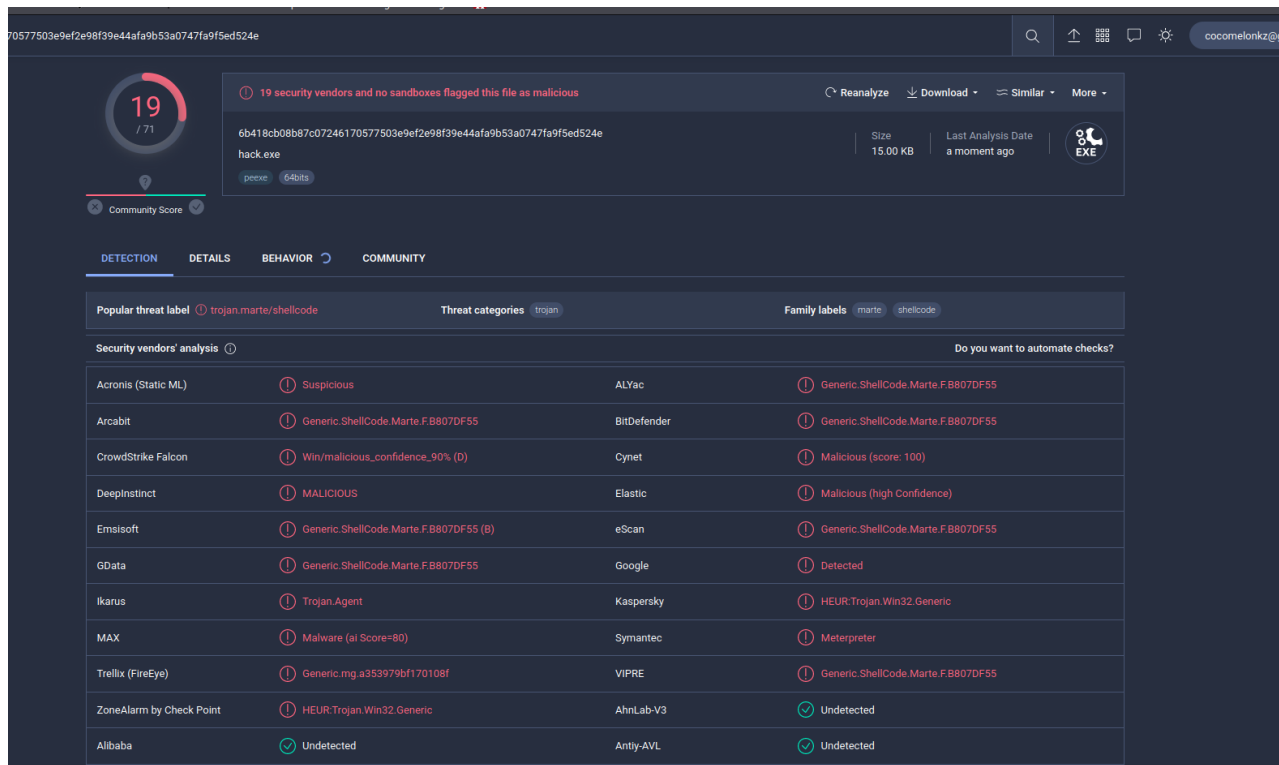 70577503e9ef2e98f39e44afa9b53a0747fa9f5ed524e
cocomelonkz@
19
/ 71
Community Score
19 security vendors and no sandboxes flagged this file as malicious
Reanalyze Download Similar More
6b418cb08b87c07246170577503e9ef2e98f39e44afa9b53a0747fa9f5ed524e
hack.exe
peexe 64bits
Size
15.00 KB
Last Analysis Date
a moment ago
EXE
DETECTION DETAILS BEHAVIOR COMMUNITY
Popular threat label trojan.marte/shellcode Threat categories trojan Family labels marte shellcode
Security vendors' analysis Do you want to automate checks?
Acronis (Static ML) Suspicious ALYac Generic.ShellCode.Marte.F.B807DF55
Arcabit Generic.ShellCode.Marte.F.B807DF55 BitDefender Generic.ShellCode.Marte.F.B807DF55
CrowdStrike Falcon Win/malicious_confidence_90% (D) Cynet Malicious (score: 100)
DeepInstinct MALICIOUS Elastic Malicious (high Confidence)
Emsisoft Generic.ShellCode.Marte.F.B807DF55 (B) eScan Generic.ShellCode.Marte.F.B807DF55
GData Generic.ShellCode.Marte.F.B807DF55 Google Detected
Ikarus Trojan.Agent Kaspersky HEUR:Trojan.Win32.Generic
MAX Malware (ai Score=80) Symantec Meterpreter
Trellix (FireEye) Generic.mg.a353979bf170108f VIPRE Generic.ShellCode.Marte.F.B807DF55
ZoneAlarm by Check Point HEUR:Trojan.Win32.Generic AhnLab-V3 Undetected
Alibaba Undetected Antiy-AVL Undetected